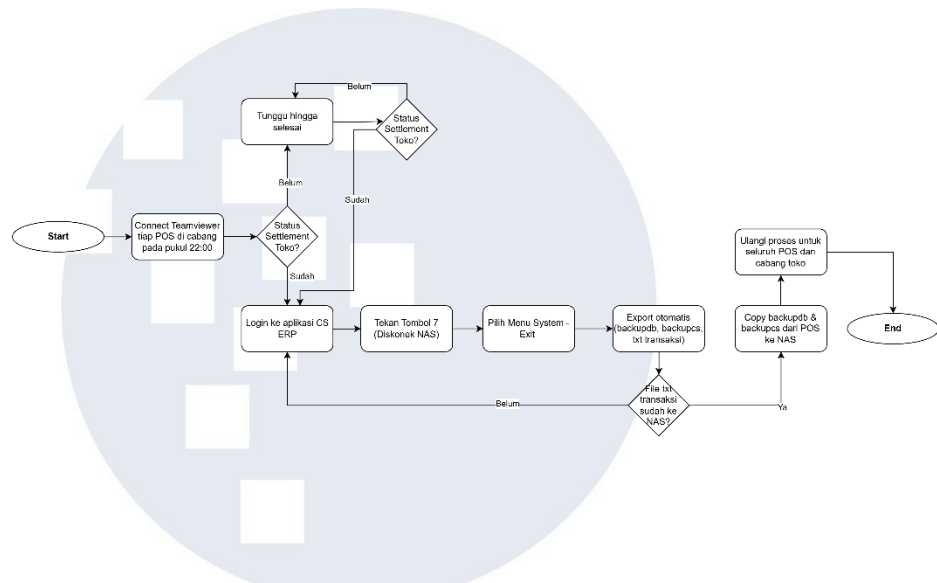 Belum
Tunggu hingga
selesai
Status
Settlement
Toko?
Belum
Sudah
Start
Connect Teamviewer
tiap POS di cabang
pada pukul 22:00
Status
Settlement
Toko?
Sudah
Ulangi proses untuk
seluruh POS dan
cabang toko
Login ke aplikasi CS
ERP
Tekan Tombol 7
(Diskonek NAS)
Pilih Menu System -
Exit
Export otomatis
(backupdb, backupcs,
txt transaksi)
Copy backupdb &
backupcs dari POS
ke NAS
End
File txt
transaksi
sudah ke
NAS?
Belum
Ya